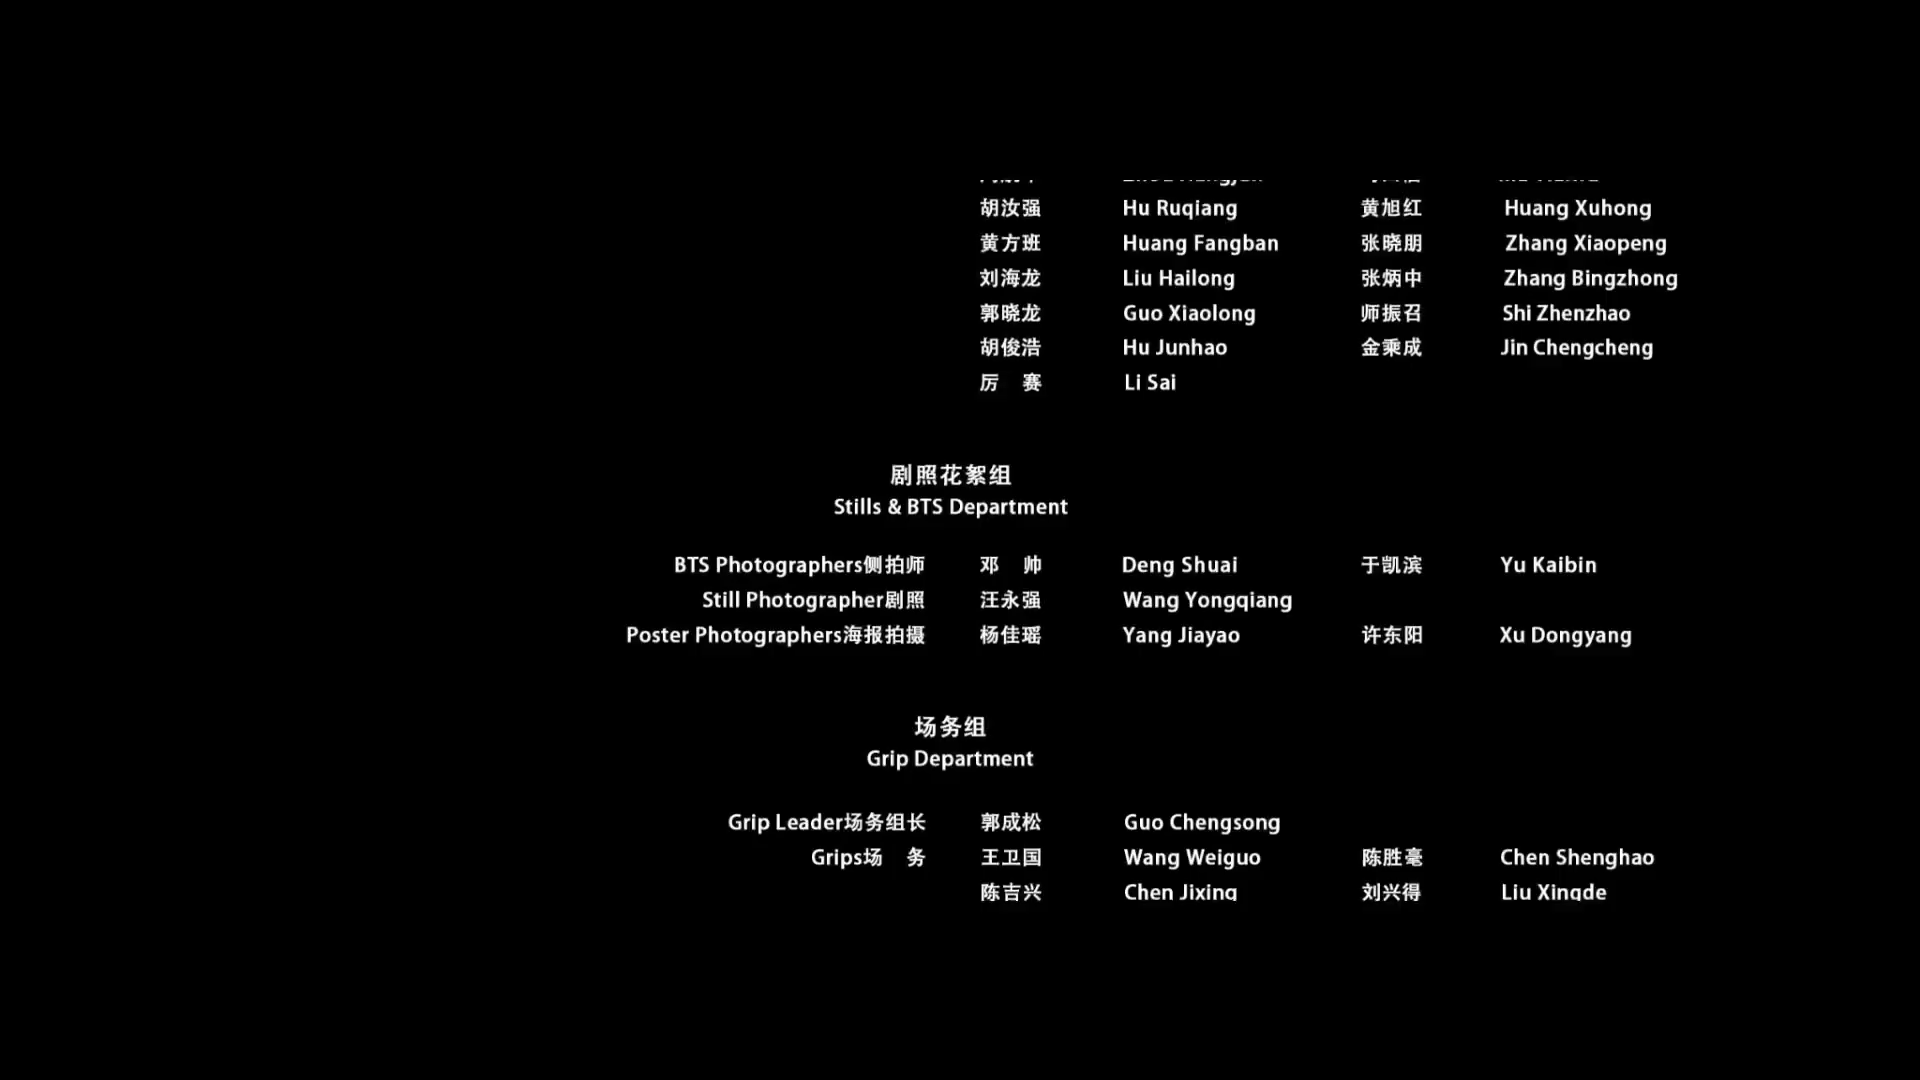 胡汝强 Hu Ruqiang 黄旭红 Huang Xuhong
黄方班 Huang Fangban 张晓朋 Zhang Xiaopeng
刘海龙 Liu Hailong 张炳中 Zhang Bingzhong
郭晓龙 Guo Xiaolong 师振召 Shi Zhenzhao
胡俊浩 Hu Junhao 金乘成 Jin Chengcheng
厉 赛 Li Sai
剧照花絮组
Stills & BTS Department
BTS Photographers侧拍师 邓 帅 Deng Shuai 于凯滨 Yu Kaibin
Still Photographer剧照 汪永强 Wang Yongqiang
Poster Photographers海报拍摄 杨佳瑶 Yang Jiayao 许东阳 Xu Dongyang
场务组
Grip Department
Grip Leader场务组长 郭成松 Guo Chengsong
Grips场 务 王卫国 Wang Weiguo 陈胜毫 Chen Shenghao
陈吉兴 Chen Jixing 刘兴得 Liu Xingde